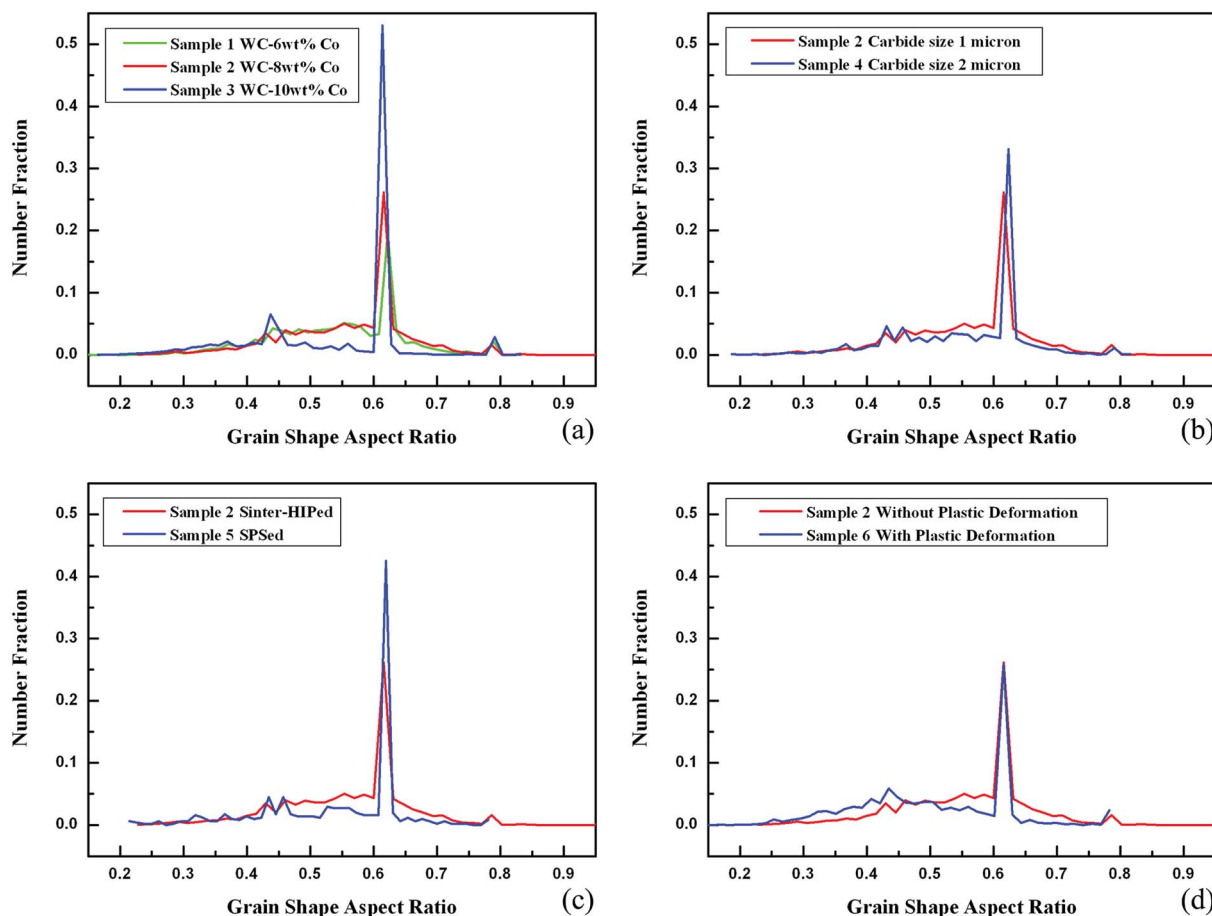 Sample 1 WC-6wt% Co
Sample 2 WC-8wt% Co
Sample 3 WC-10wt% Co
Number Fraction
0.5
0.4
0.3
0.2
0.1
0.0
0.2 0.3 0.4 0.5 0.6 0.7 0.8 0.9
Grain Shape Aspect Ratio
(a)
Sample 2 Carbide size 1 micron
Sample 4 Carbide size 2 micron
Number Fraction
0.5
0.4
0.3
0.2
0.1
0.0
0.2 0.3 0.4 0.5 0.6 0.7 0.8 0.9
Grain Shape Aspect Ratio
(b)
Sample 2 Sinter-HIPed
Sample 5 SPSed
Number Fraction
0.5
0.4
0.3
0.2
0.1
0.0
0.2 0.3 0.4 0.5 0.6 0.7 0.8 0.9
Grain Shape Aspect Ratio
(c)
Sample 2 Without Plastic Deformation
Sample 6 With Plastic Deformation
Number Fraction
0.5
0.4
0.3
0.2
0.1
0.0
0.2 0.3 0.4 0.5 0.6 0.7 0.8 0.9
Grain Shape Aspect Ratio
(d)